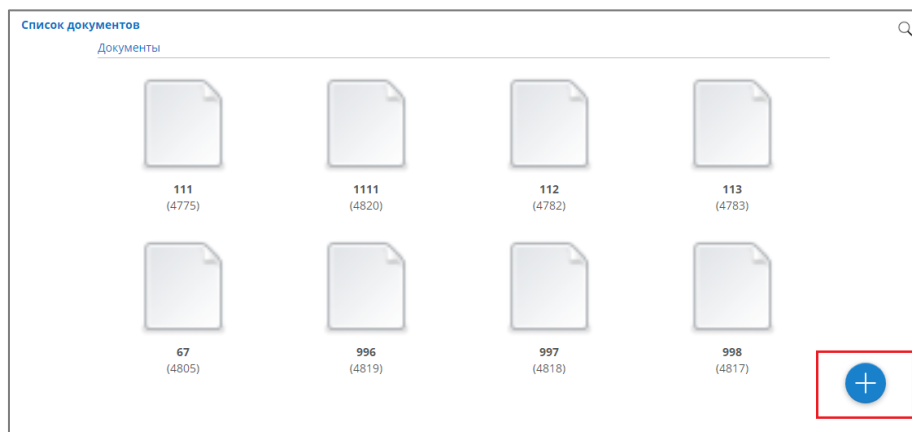 Список документов
Документы
111 1111 112 113
(4775) (4820) (4782) (4783)
67 996 997 998
(4805) (4819) (4818) (4817)